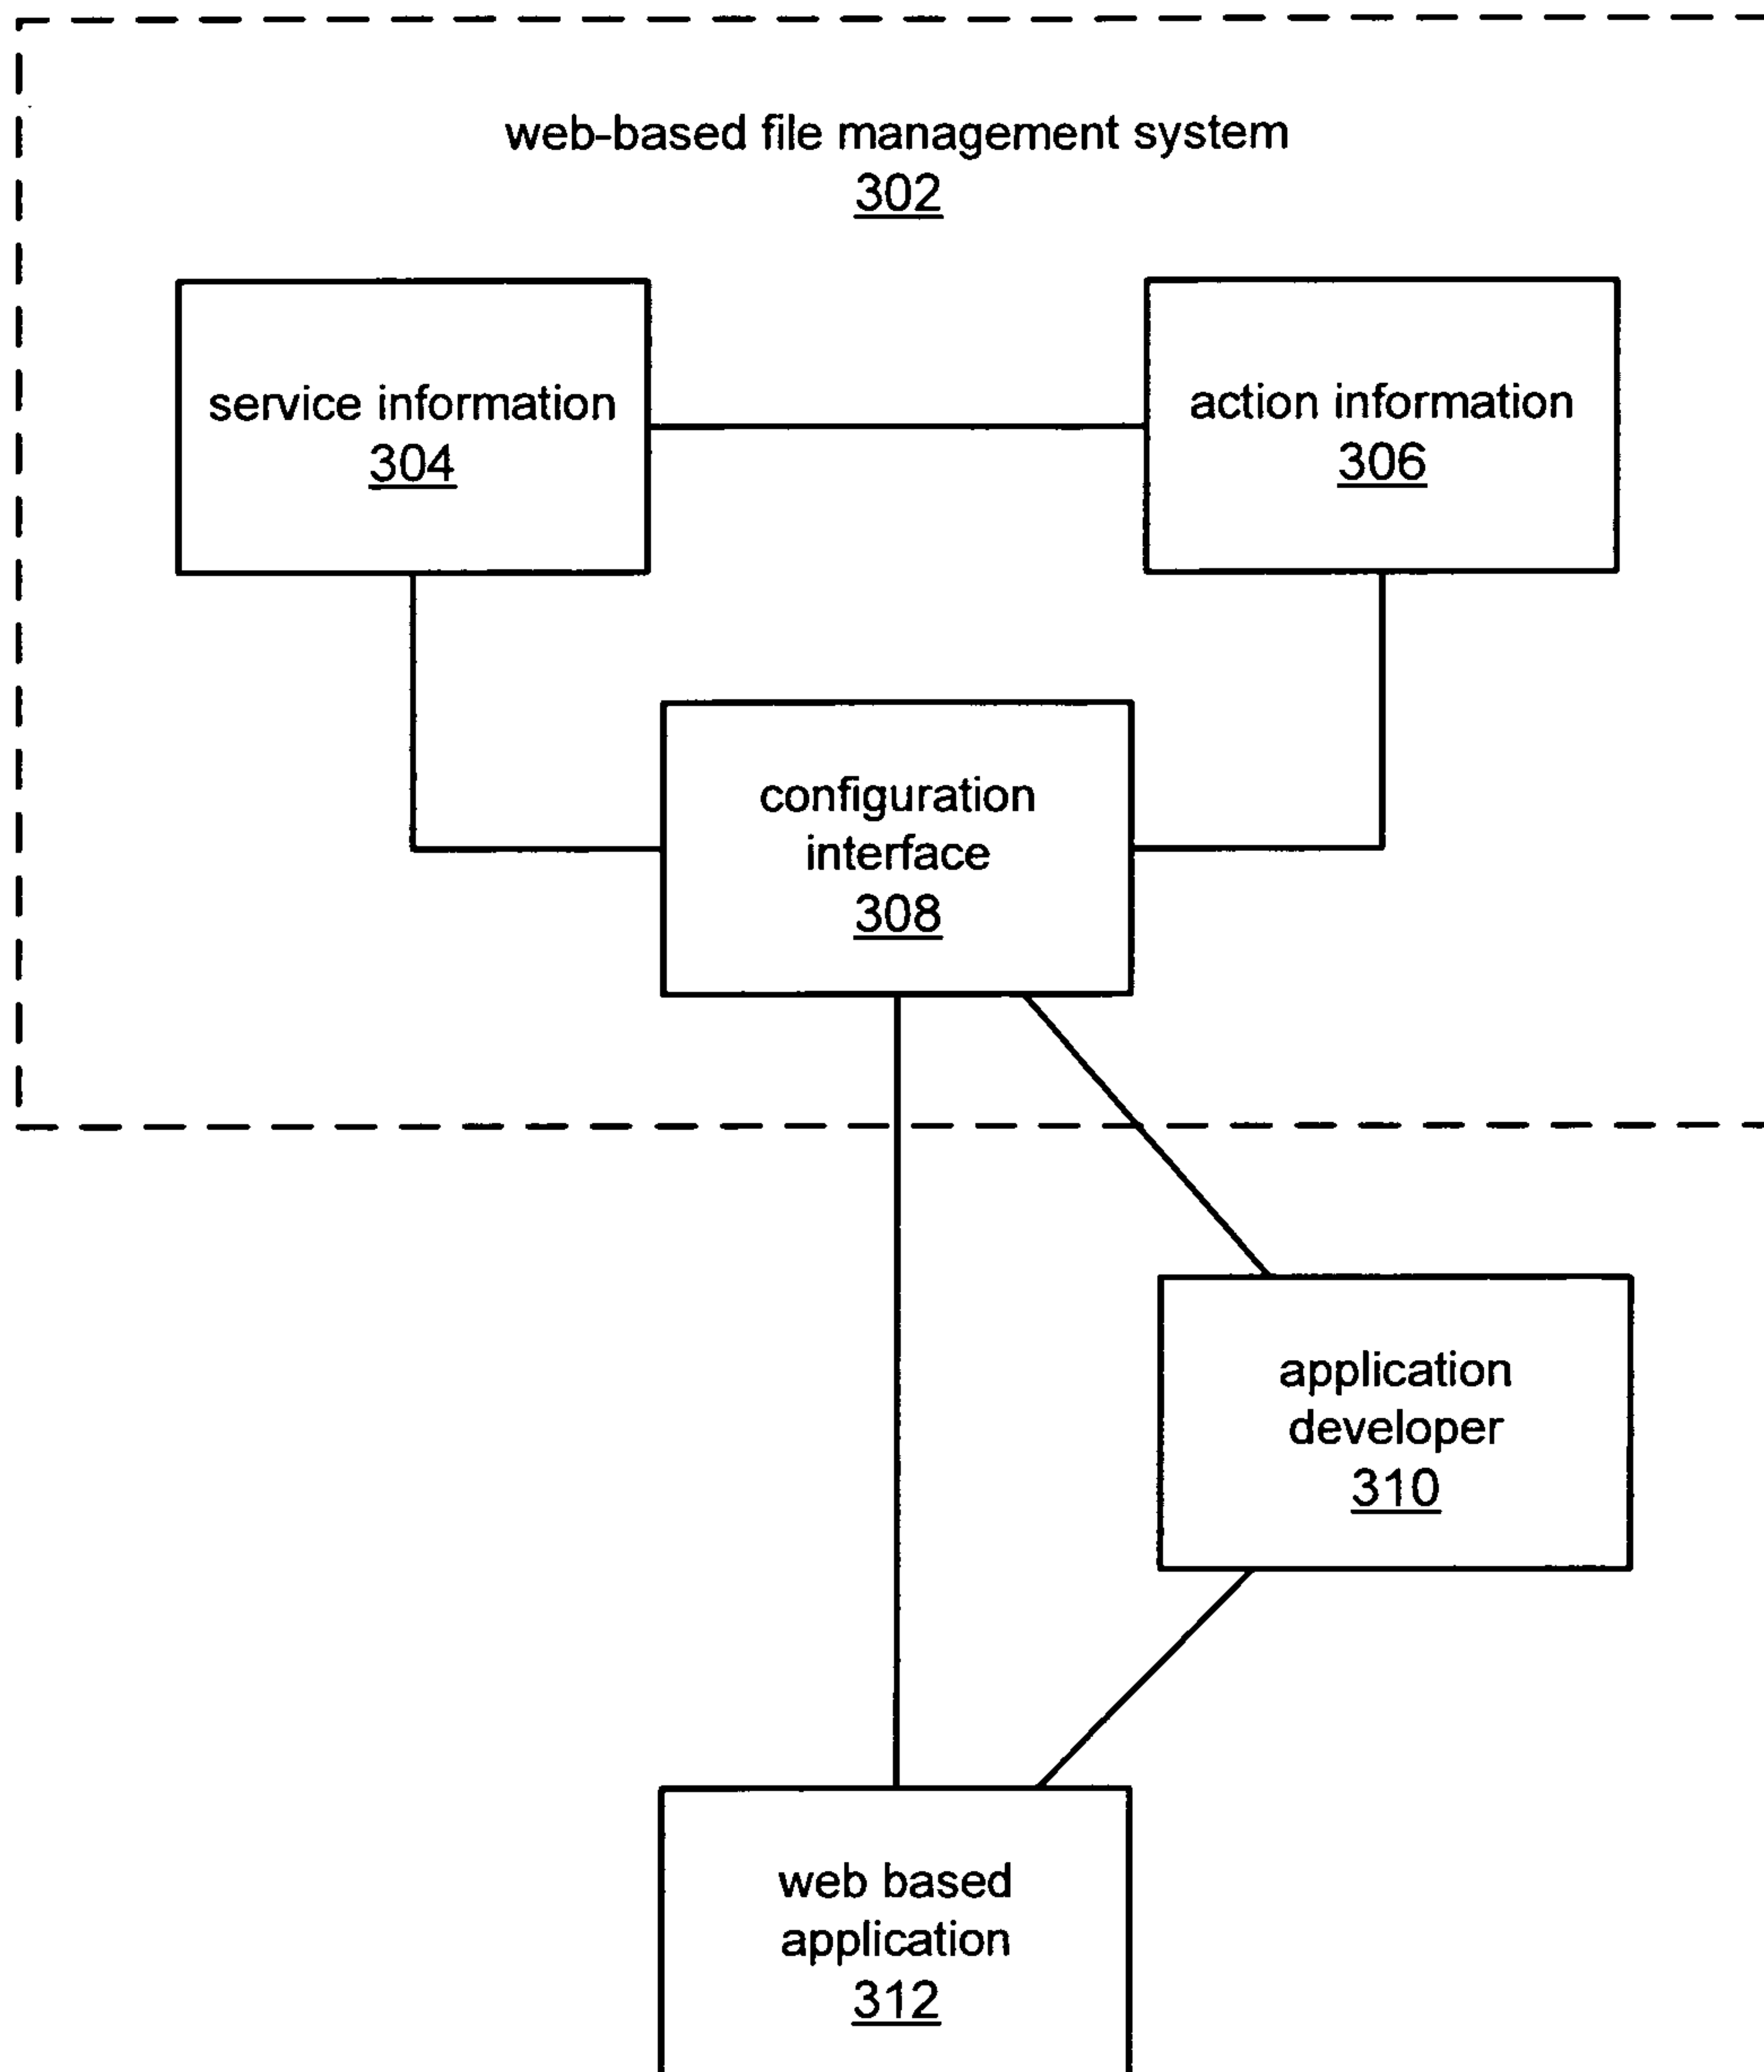 web-based file management system
302
service information
304
action information
306
configuration
interface
308
application
developer
310
web based
application
312